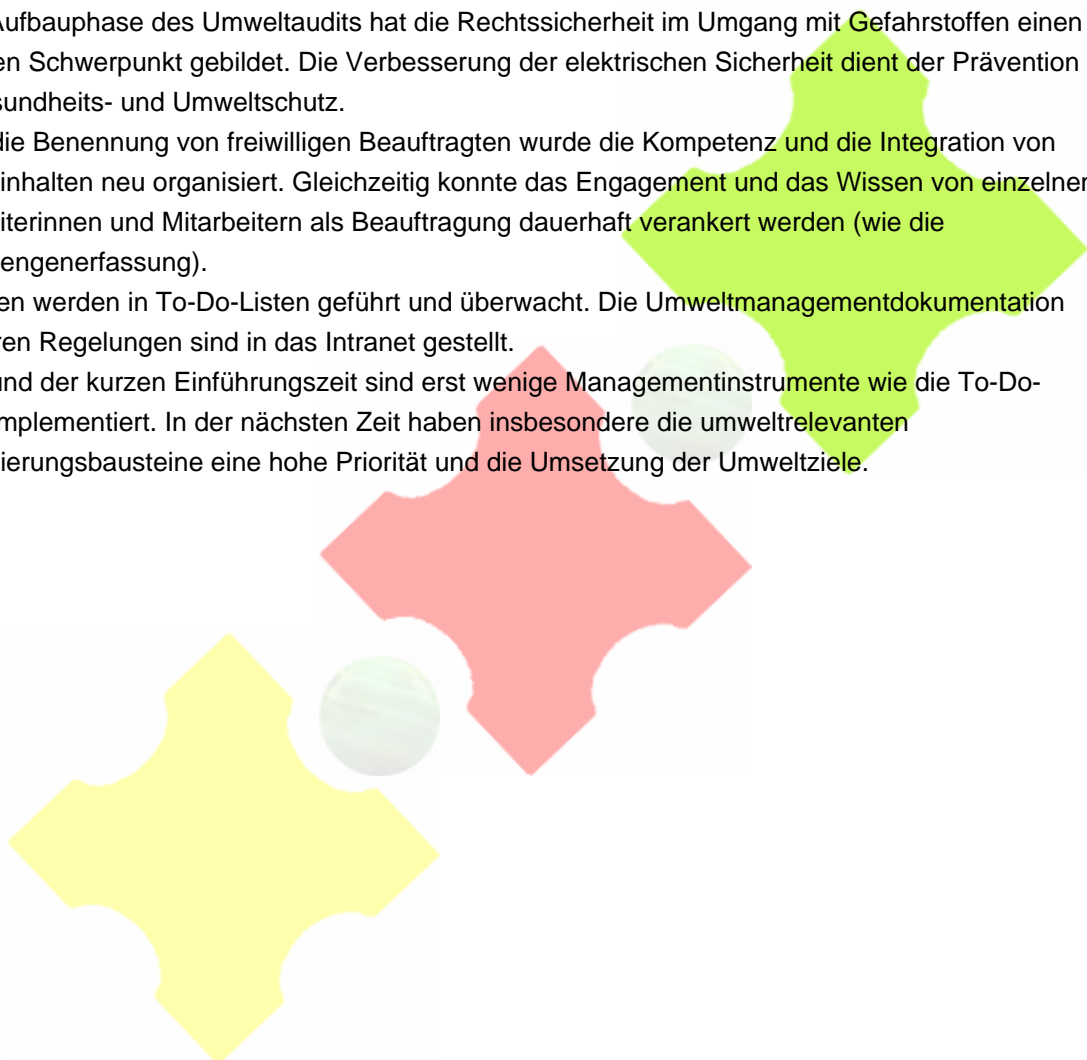 Aufbauphase des Umweltaudits hat die Rechtssicherheit im Umgang mit Gefahrstoffen einen
en Schwerpunkt gebildet. Die Verbesserung der elektrischen Sicherheit dient der Prävention
sundheits- und Umweltschutz.
die Benennung von freiwilligen Beauftragten wurde die Kompetenz und die Integration von
inhalten neu organisiert. Gleichzeitig konnte das Engagement und das Wissen von einzelner
iterinnen und Mitarbeitern als Beauftragung dauerhaft verankert werden (wie die
engenerfassung).
en werden in To-Do-Listen geführt und überwacht. Die Umweltmanagementdokumentation
ren Regelungen sind in das Intranet gestellt.
und der kurzen Einführungszeit sind erst wenige Managementinstrumente wie die To-Do-
mplementiert. In der nächsten Zeit haben insbesondere die umweltrelevanten
ierungsbausteine eine hohe Priorität und die Umsetzung der Umweltziele.